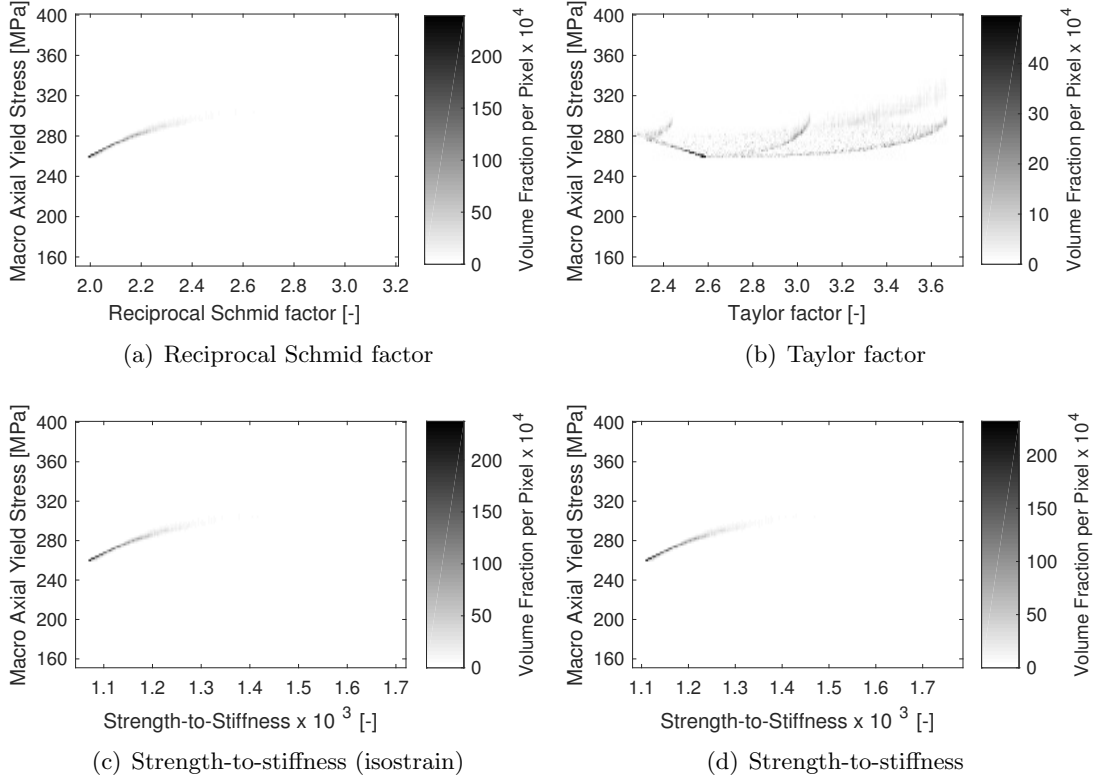 400
360
320
280
240
200
160
Macro Axial Yield Stress [MPa]
2.0 2.2 2.4 2.6 2.8 3.0 3.2
Reciprocal Schmid factor [-]
200
150
100
50
0
Volume Fraction per Pixel x 10^4
(a) Reciprocal Schmid factor
400
360
320
280
240
200
160
Macro Axial Yield Stress [MPa]
2.4 2.6 2.8 3.0 3.2 3.4 3.6
Taylor factor [-]
40
30
20
10
0
Volume Fraction per Pixel x 10^4
(b) Taylor factor
400
360
320
280
240
200
160
Macro Axial Yield Stress [MPa]
1.1 1.2 1.3 1.4 1.5 1.6 1.7
Strength-to-Stiffness x 10^3 [-]
200
150
100
50
0
Volume Fraction per Pixel x 10^4
(c) Strength-to-stiffness (isostrain)
400
360
320
280
240
200
160
Macro Axial Yield Stress [MPa]
1.1 1.2 1.3 1.4 1.5 1.6 1.7
Strength-to-Stiffness x 10^3 [-]
200
150
100
50
0
Volume Fraction per Pixel x 10^4
(d) Strength-to-stiffness